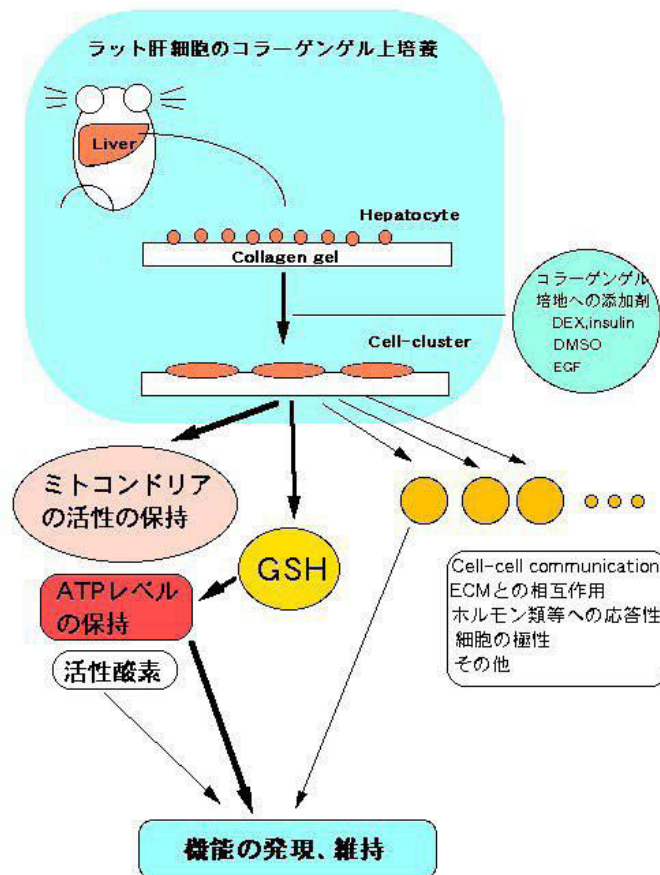 ラット肝細胞のコラーゲンゲル上培養
Liver
Hepatocyte
Collagen gel
コラーゲンゲル
培地への添加剤
DEX,insulin
DMSO
EGF
Cell-cluster
ミトコンドリア
の活性の保持
GSH
ATPレベル
の保持
活性酸素
Cell-cell communication
ECMとの相互作用
ホルモン類等への応答性
細胞の極性
その他
機能の発現、維持